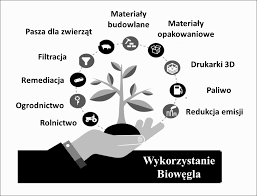 Materiały
budowlane
Materiały
opakowaniowe
Pasza dla zwierząt
Filtracja
Drukarki 3D
Remediacja
Paliwo
Ogrodnictwo
Redukcja emisji
Rolnictwo
Wykorzystanie
Biowęgla